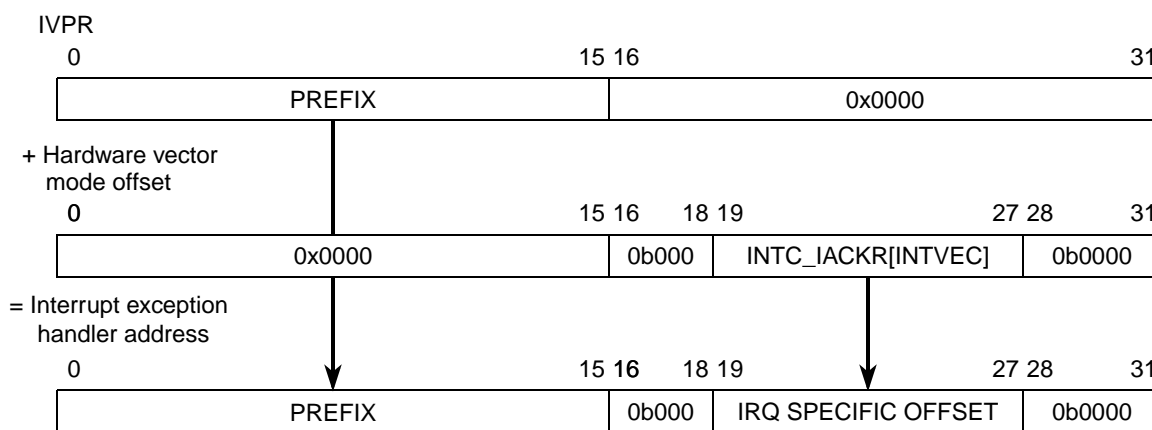 IVPR
0 15 16 31
PREFIX 0x0000
+ Hardware vector
mode offset
0 15 16 18 19 27 28 31
0x0000 0b000 INTC_IACKR[INTVEC] 0b0000
= Interrupt exception
handler address
0 15 16 18 19 27 28 31
PREFIX 0b000 IRQ SPECIFIC OFFSET 0b0000